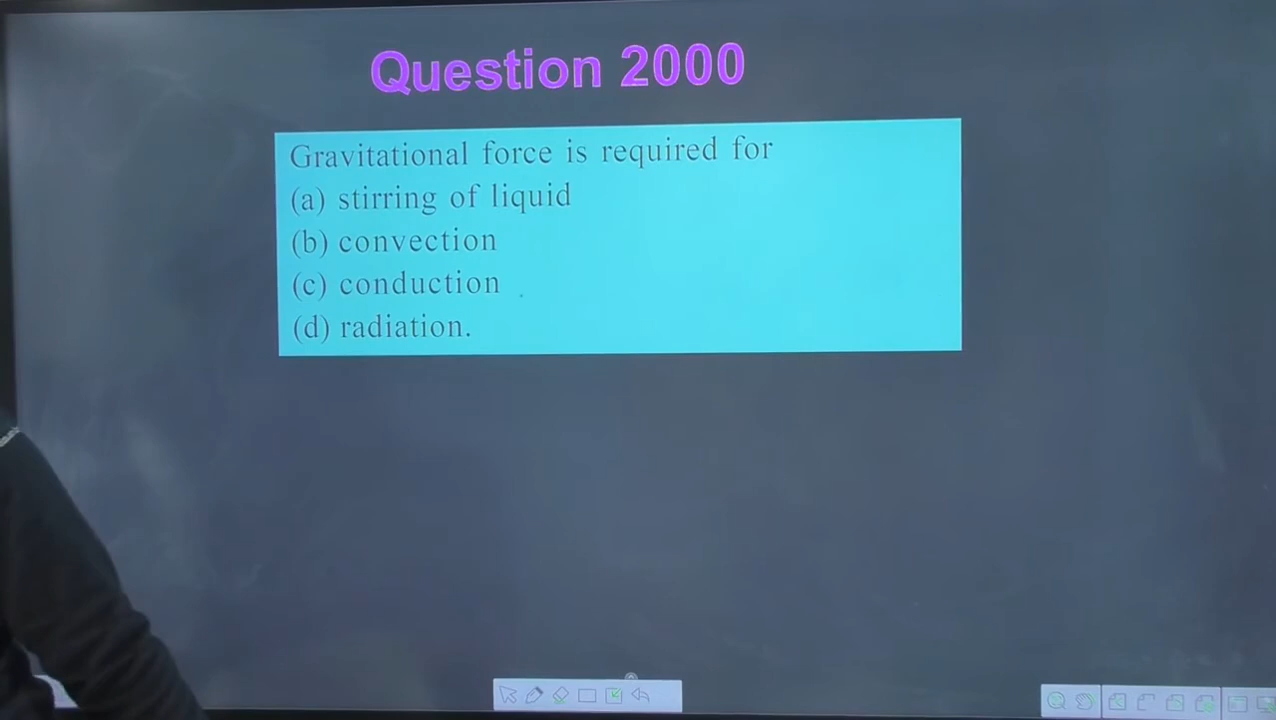 Question 2000
Gravitational force is required for
(a) stirring of liquid
(b) convection
(c) conduction
(d) radiation.